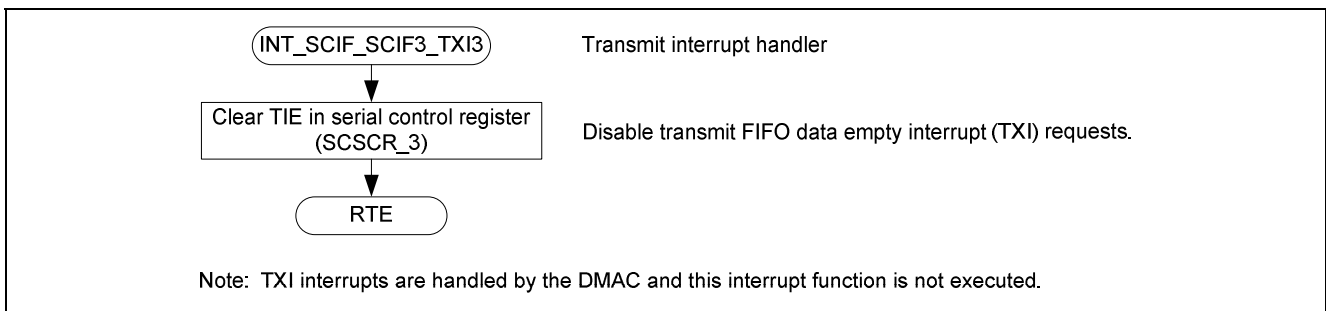 INT_SCIF_SCIF3_TXI3
Transmit interrupt handler
Clear TIE in serial control register
(SCSCR_3)
Disable transmit FIFO data empty interrupt (TXI) requests.
RTE
Note: TXI interrupts are handled by the DMAC and this interrupt function is not executed.